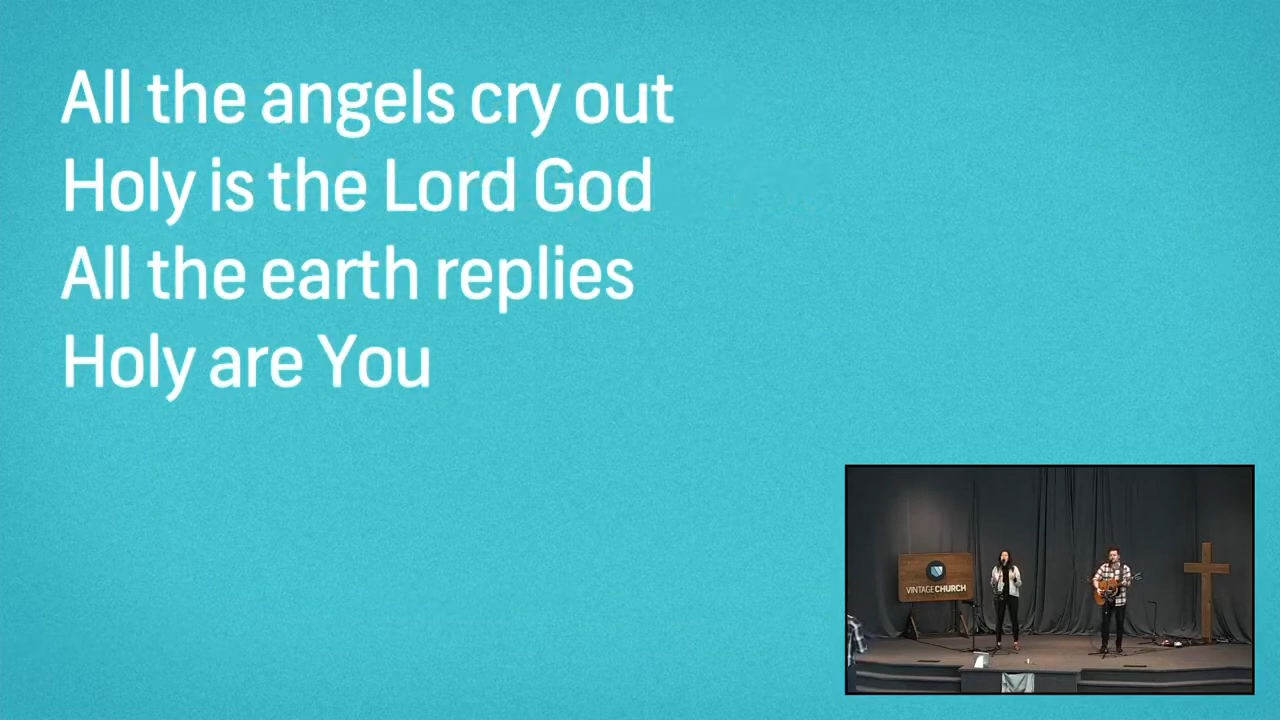 All the angels cry out
Holy is the Lord God
All the earth replies
Holy are You
VINTAGECHURCH